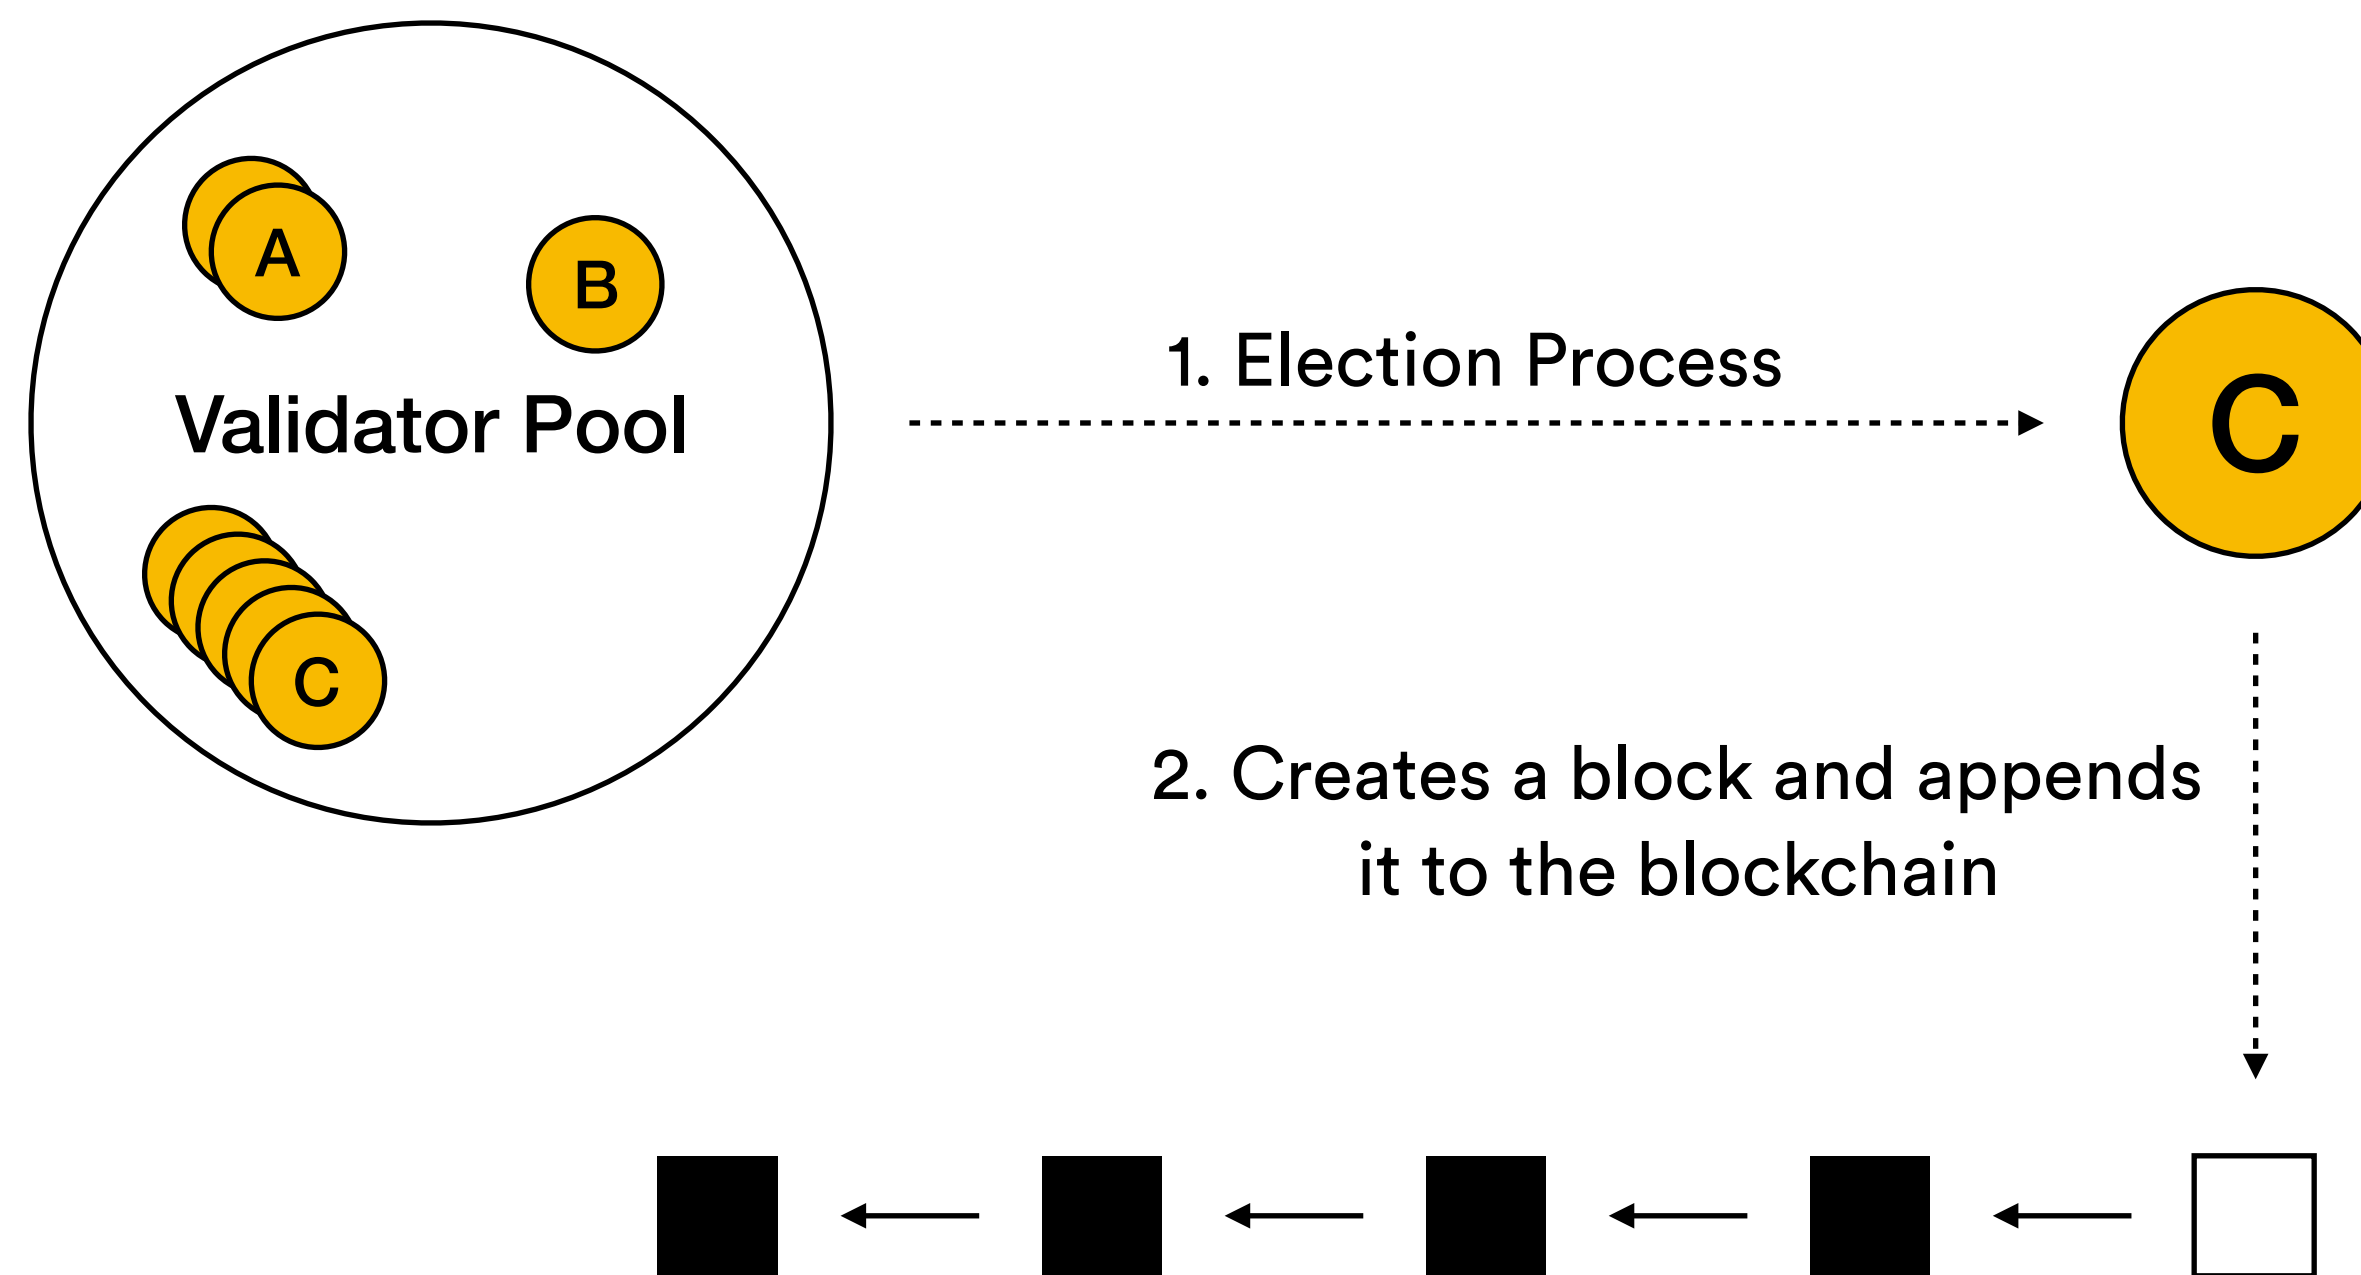 A
B
Validator Pool
C
1. Election Process
C
2. Creates a block and appends
it to the blockchain